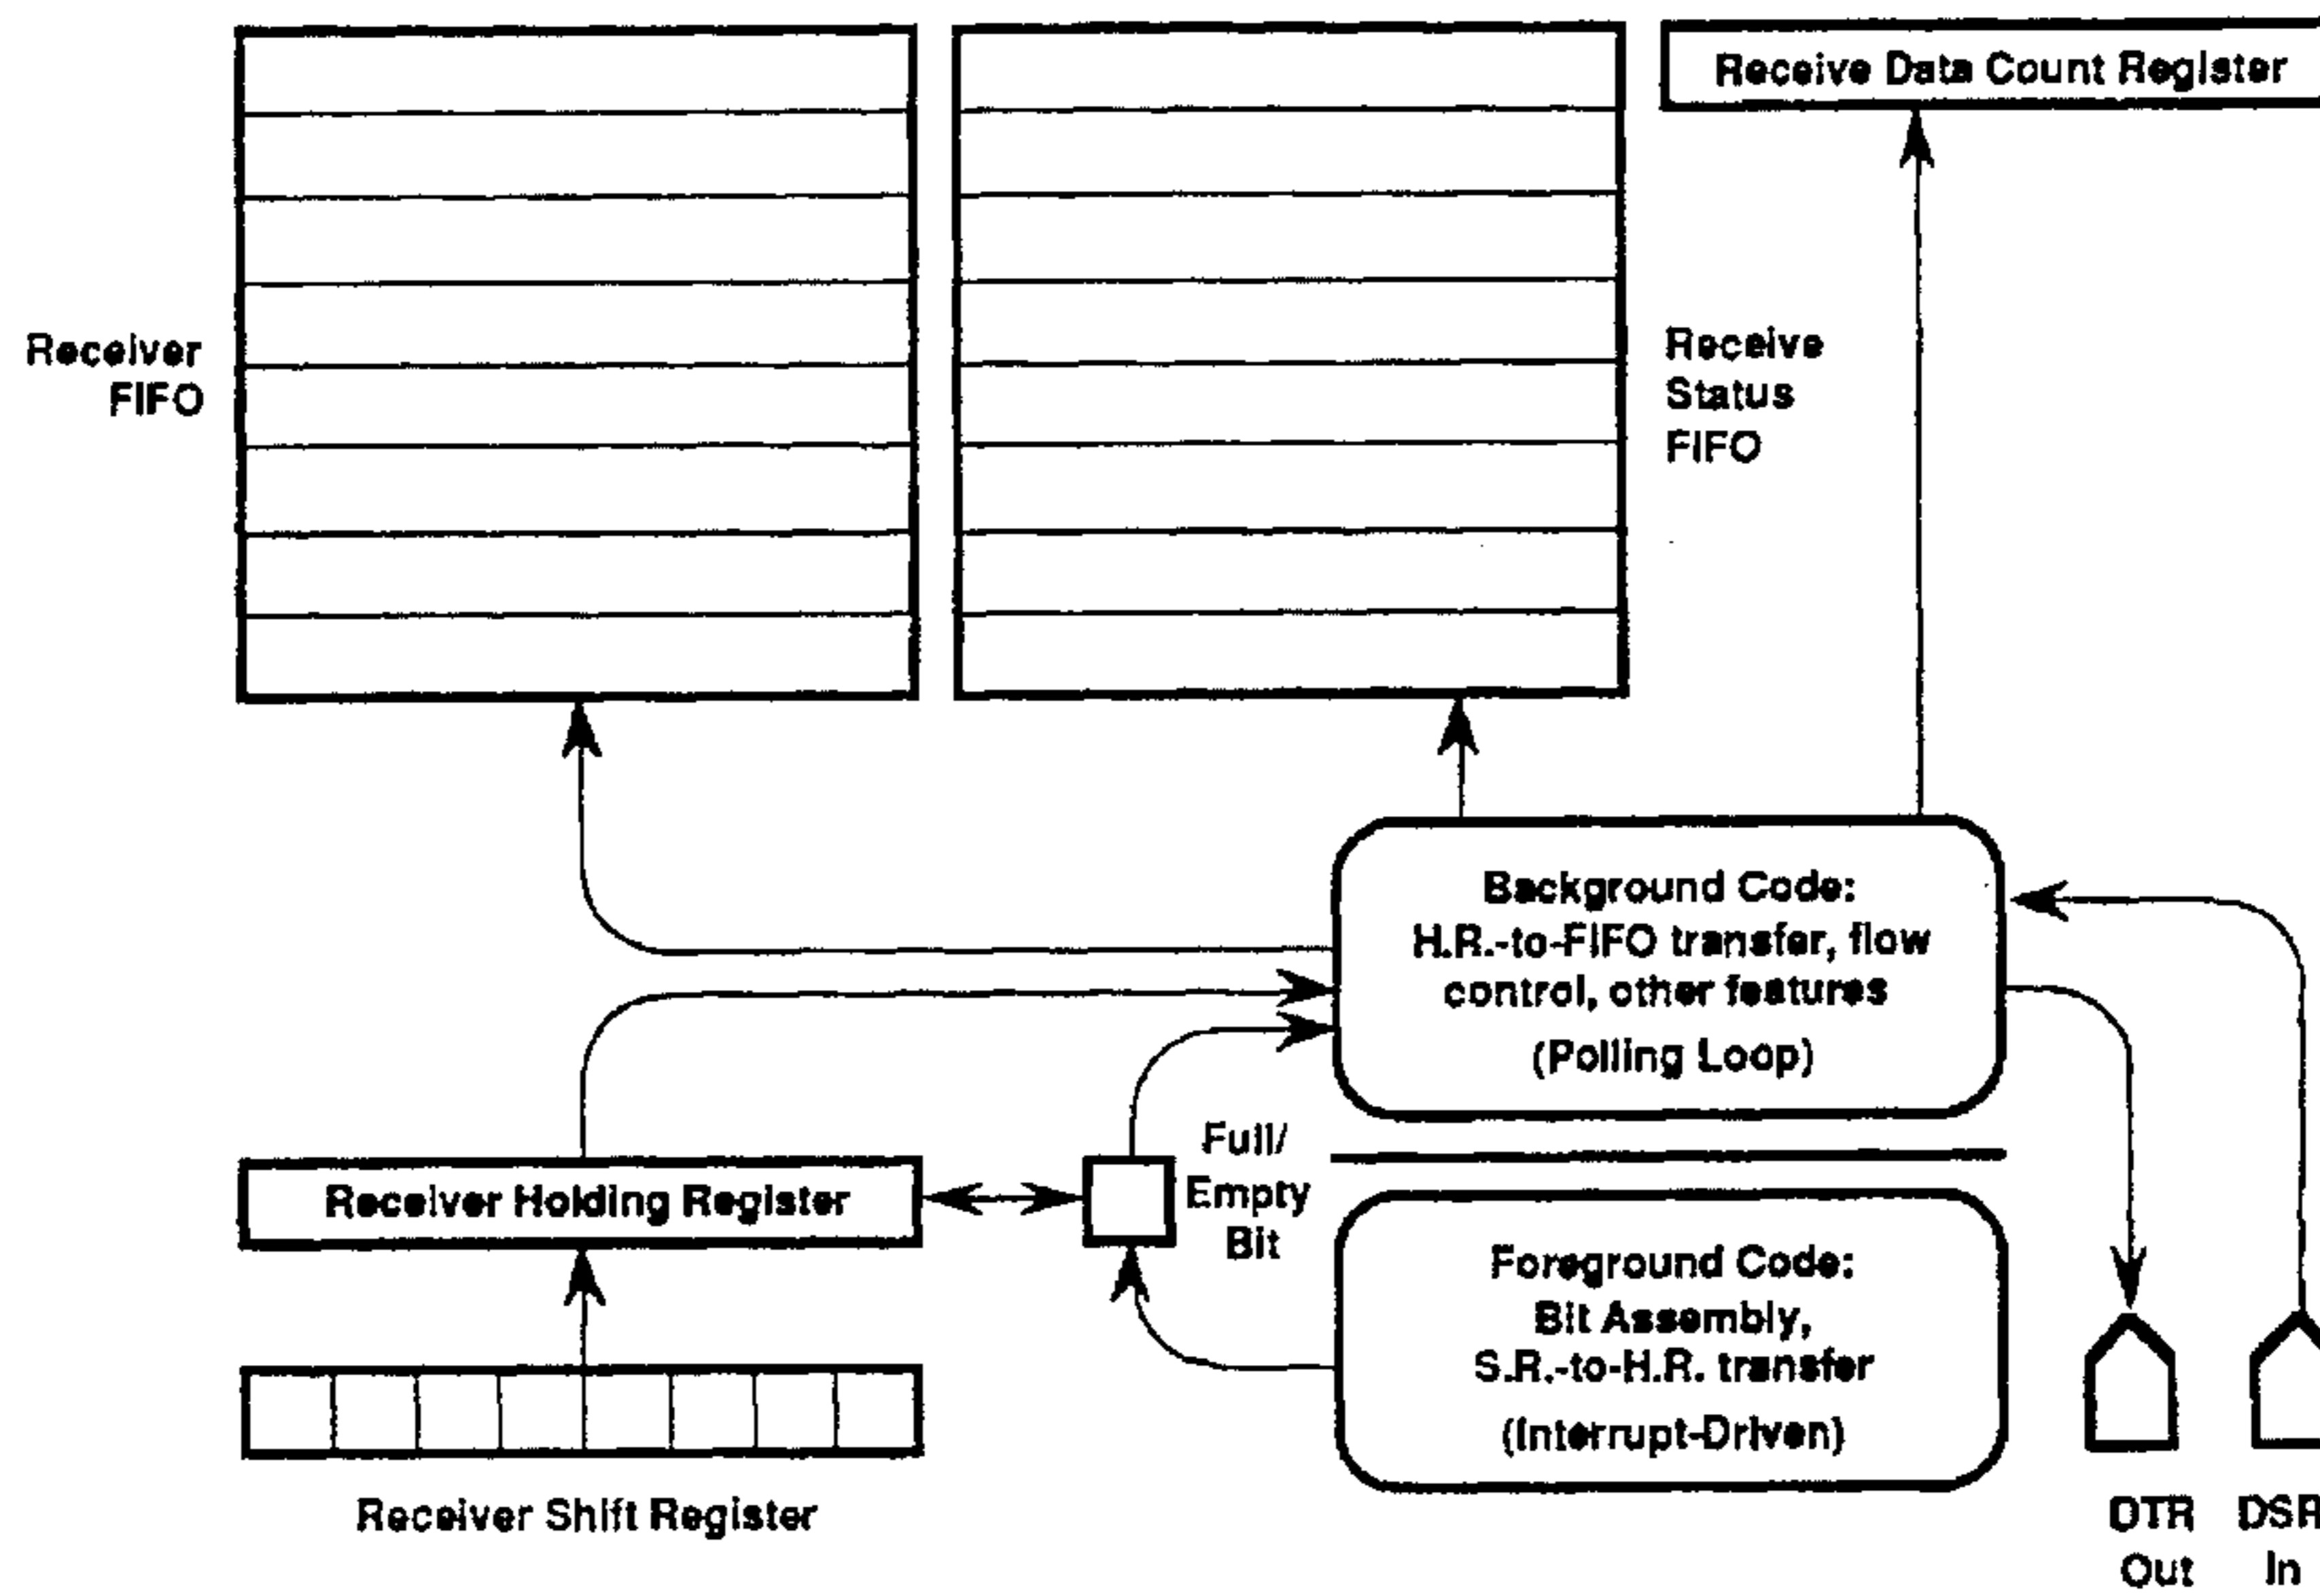 Receive Data Count Register
Receiver
FIFO
Receive
Status
FIFO
Background Code:
H.R.-to-FIFO transfer, flow
control, other features
(Polling Loop)
Full/
Empty
Bit
Receiver Holding Register
Foreground Code:
Bit Assembly,
S.R.-to-H.R. transfer
(Interrupt-Driven)
Receiver Shift Register
DTR
Out
DSR
In